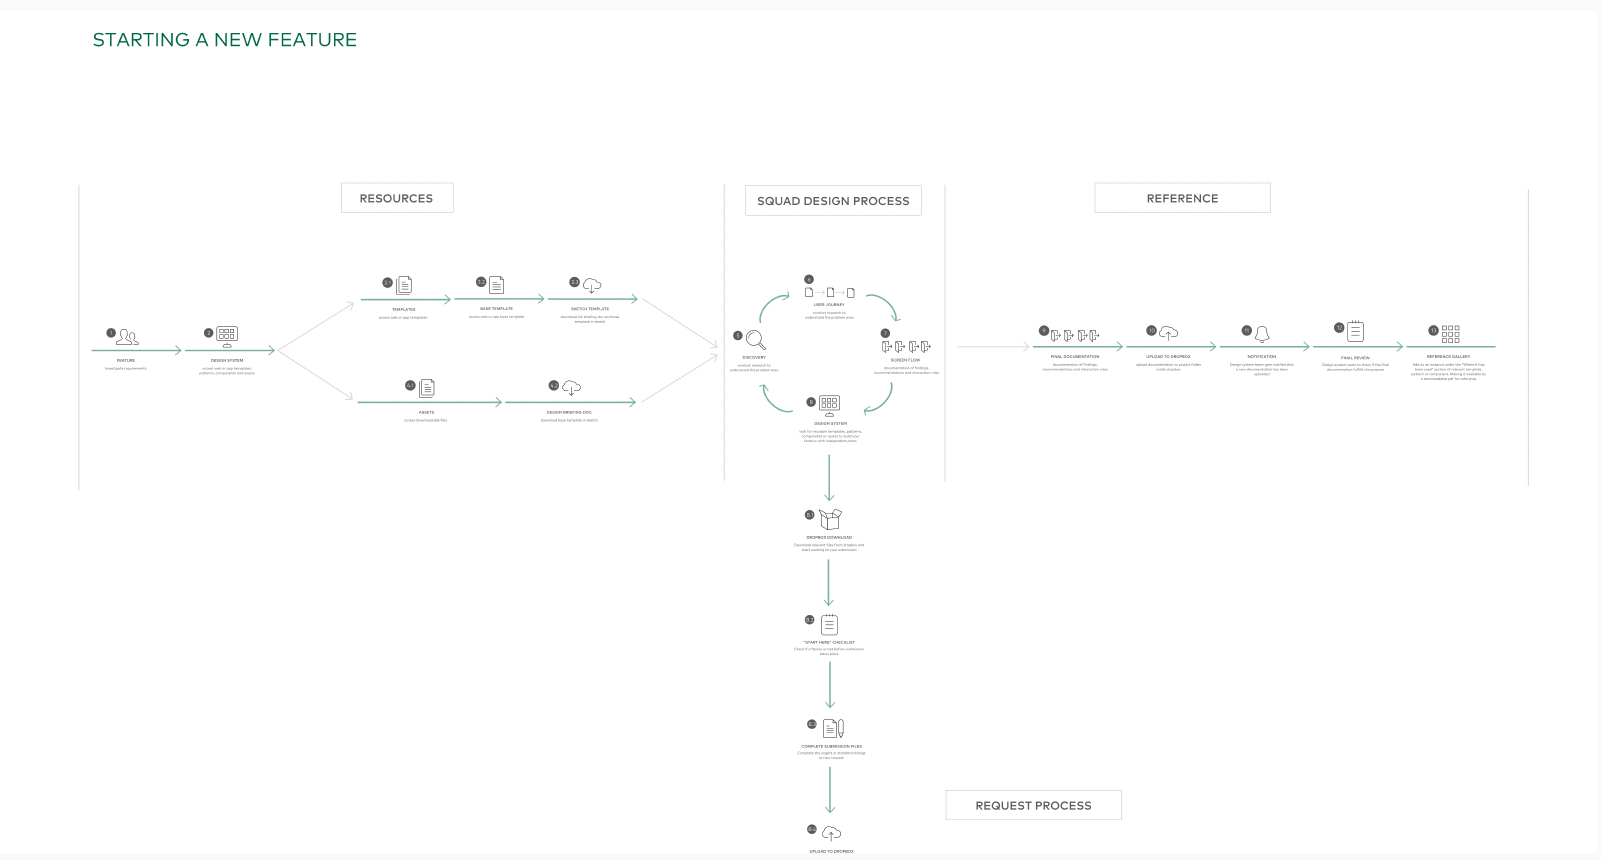 STARTING A NEW FEATURE
RESOURCES
SQUAD DESIGN PROCESS
REFERENCE
1
FEATURE
investigate requirements
2
DESIGN SYSTEM
access web or app templates,
patterns, components and assets
3.1
TEMPLATES
access web or app templates
3.2
BASE TEMPLATE
access web or app base template
3.3
SKETCH TEMPLATE
download UX briefing doc and base
template in sketch
4.1
ASSETS
access downloadable files
4.2
DESIGN BRIEFING DOC
download base template in sketch
5
DISCOVERY
conduct research to
understand the problem area
6
USER JOURNEY
conduct research to
understand the problem area
7
SCREEN FLOW
documentation of findings,
recommendations and interaction rules
8
DESIGN SYSTEM
look for reusable templates, patterns,
components or assets to build your
feature with independent parts
8.1
DROPBOX DOWNLOAD
Download relevant files from dropbox and
start working on your submission
8.2
"START HERE" CHECKLIST
Check if criteria is met before submission
takes place
COMPLETE SUBMISSION FILES
Complete the urgent or standard change
or new request
UPLOAD TO DROPBOX
9
FINAL DOCUMENTATION
documentation of findings,
recommendations and interaction rules
10
UPLOAD TO DROPBOX
upload documentation to project folder
inside dropbox
11
NOTIFICATION
Design system team gets notified that
a new documentation has been
uploaded
12
FINAL REVIEW
Design system team to check if the final
documentation fulfills the purpose
13
REFERENCE GALLERY
Add as an instance under the "Where it has
been used" section of relevant template,
pattern or component. Making it available as
a downloadable pdf for reference
REQUEST PROCESS